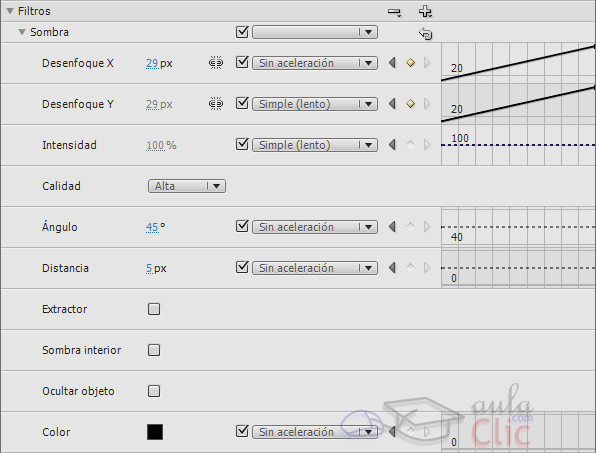 Filtros
Sombra
Desenfoque X 29 px Sin aceleración 20
Desenfoque Y 29 px Simple (lento) 20
Intensidad 100 % Simple (lento) 100
Calidad Alta
Ángulo 45 ° Sin aceleración 40
Distancia 5 px Sin aceleración 0
Extractor
Sombra interior
Ocultar objeto
Color Sin aceleración 0
aula
.com
Clic